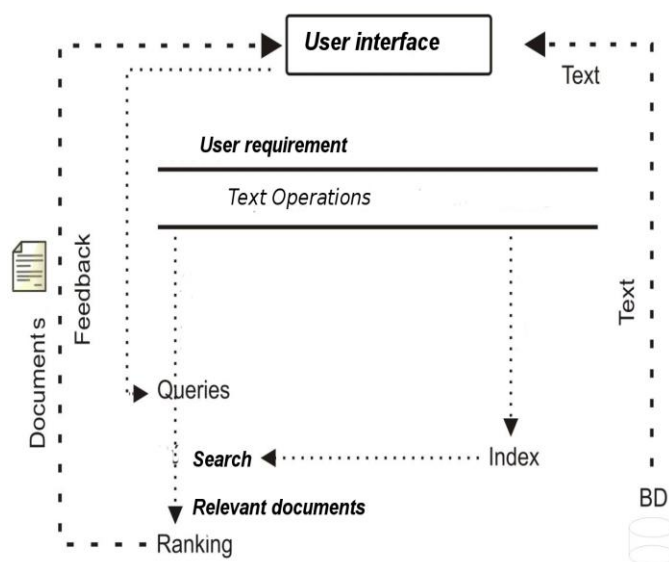 User interface
Text
User requirement
Text Operations
Documents
Feedback
Text
Queries
Search
Index
Relevant documents
BD
Ranking